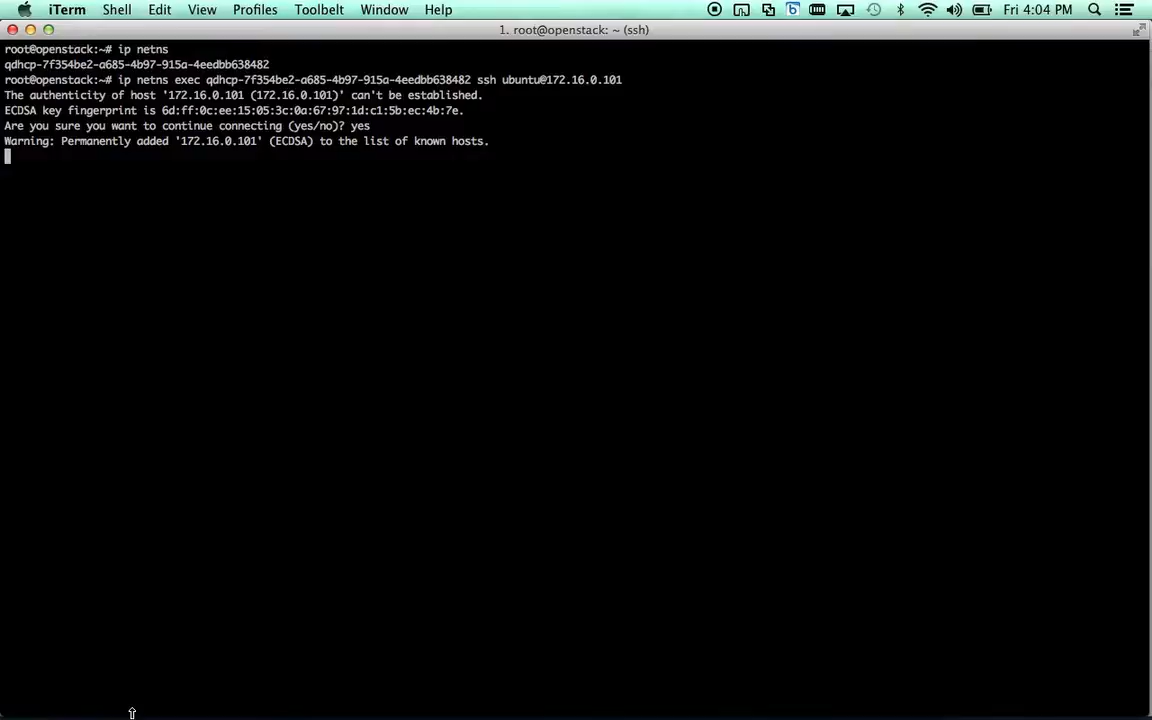 iTerm Shell Edit View Profiles Toolbelt Window Help Fri 4:04 PM
1. root@openstack: ~ (ssh)
root@openstack:~# ip netns
qdhcp-7f354be2-a685-4b97-915a-4eedbb638482
root@openstack:~# ip netns exec qdhcp-7f354be2-a685-4b97-915a-4eedbb638482 ssh ubuntu@172.16.0.101
The authenticity of host '172.16.0.101 (172.16.0.101)' can't be established.
ECDSA key fingerprint is 6d:ff:0c:ee:15:05:3c:0a:67:97:1d:c1:5b:ec:4b:7e.
Are you sure you want to continue connecting (yes/no)? yes
Warning: Permanently added '172.16.0.101' (ECDSA) to the list of known hosts.